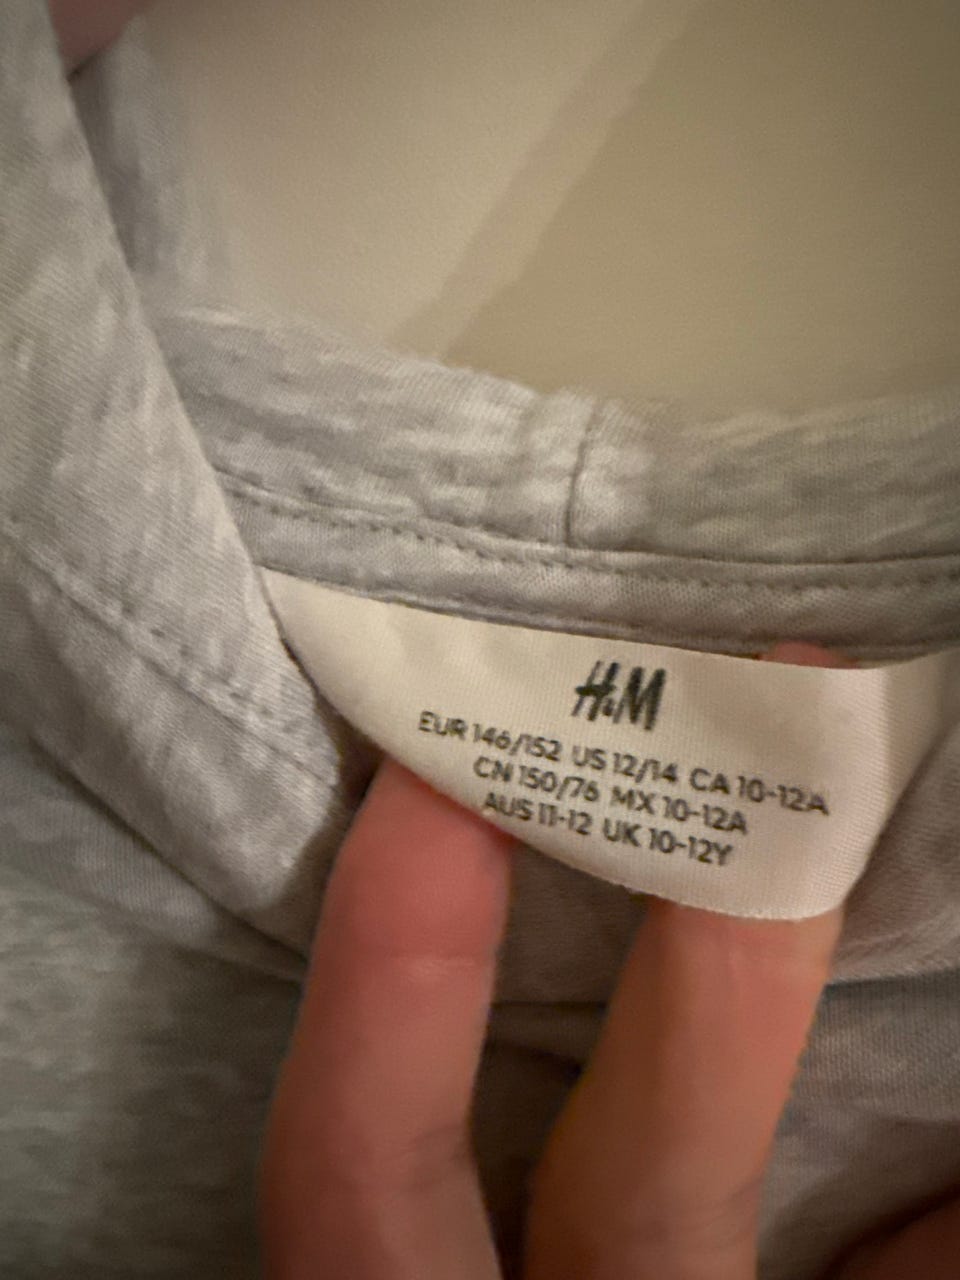 H&M
EUR 146/152 US 12/14 CA 10-12A
CN 150/76 MX 10-12A
AUS 11-12 UK 10-12Y